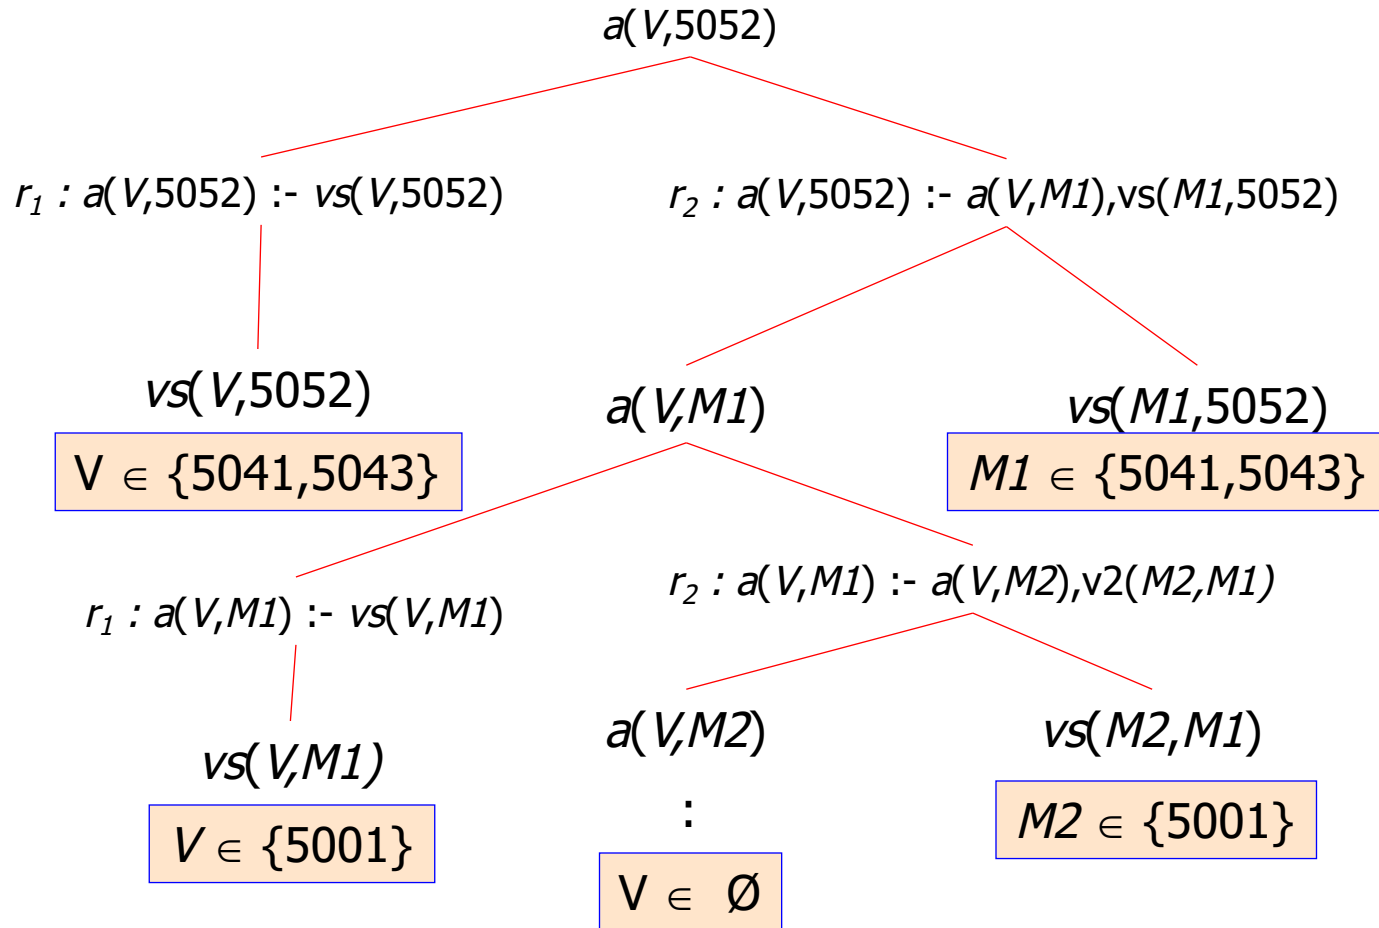 a(V,5052)
r1 : a(V,5052) :- vs(V,5052)
r2 : a(V,5052) :- a(V,M1),vs(M1,5052)
vs(V,5052)
a(V,M1)
vs(M1,5052)
V ∈ {5041,5043}
M1 ∈ {5041,5043}
r1 : a(V,M1) :- vs(V,M1)
r2 : a(V,M1) :- a(V,M2),v2(M2,M1)
vs(V,M1)
a(V,M2)
vs(M2,M1)
:
V ∈ {5001}
M2 ∈ {5001}
V ∈ Ø